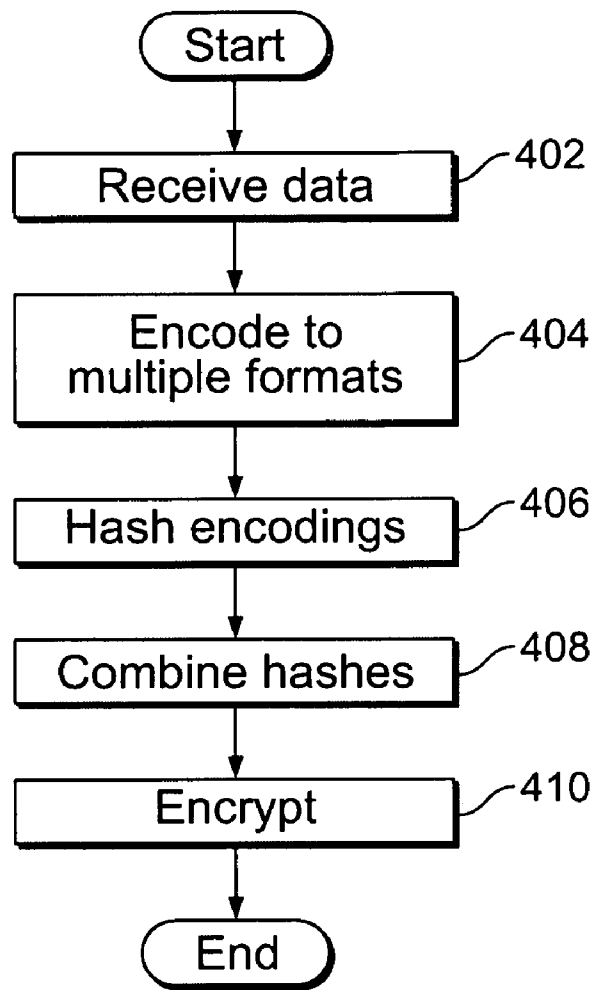 Start
Receive data
402
Encode to
multiple formats
404
Hash encodings
406
Combine hashes
408
Encrypt
410
End